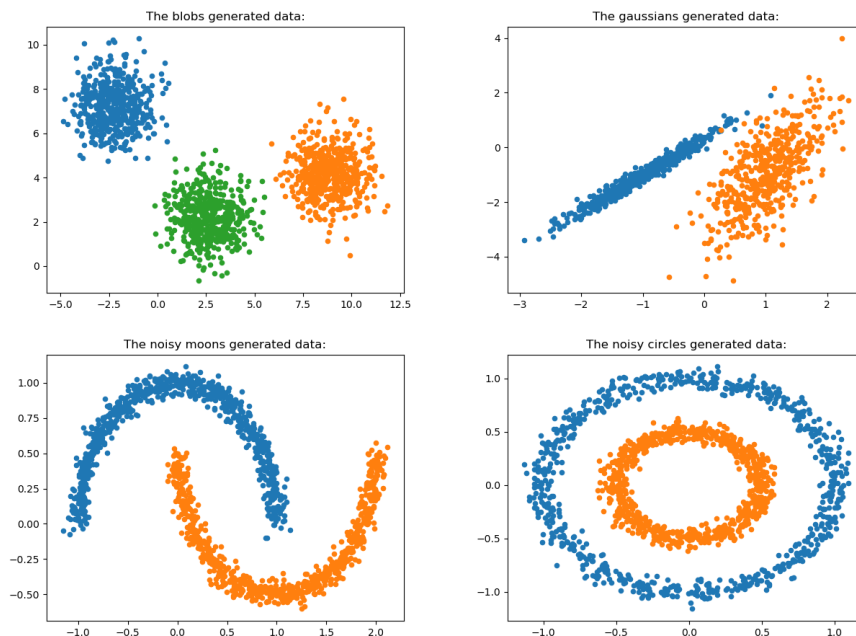 The blobs generated data:
10
8
6
4
2
0
−5.0 −2.5 0.0 2.5 5.0 7.5 10.0 12.5
The gaussians generated data:
4
2
0
−2
−4
−3 −2 −1 0 1 2
The noisy moons generated data:
1.00
0.75
0.50
0.25
0.00
−0.25
−0.50
−1.0 −0.5 0.0 0.5 1.0 1.5 2.0
The noisy circles generated data:
1.0
0.5
0.0
−0.5
−1.0
−1.0 −0.5 0.0 0.5 1.0